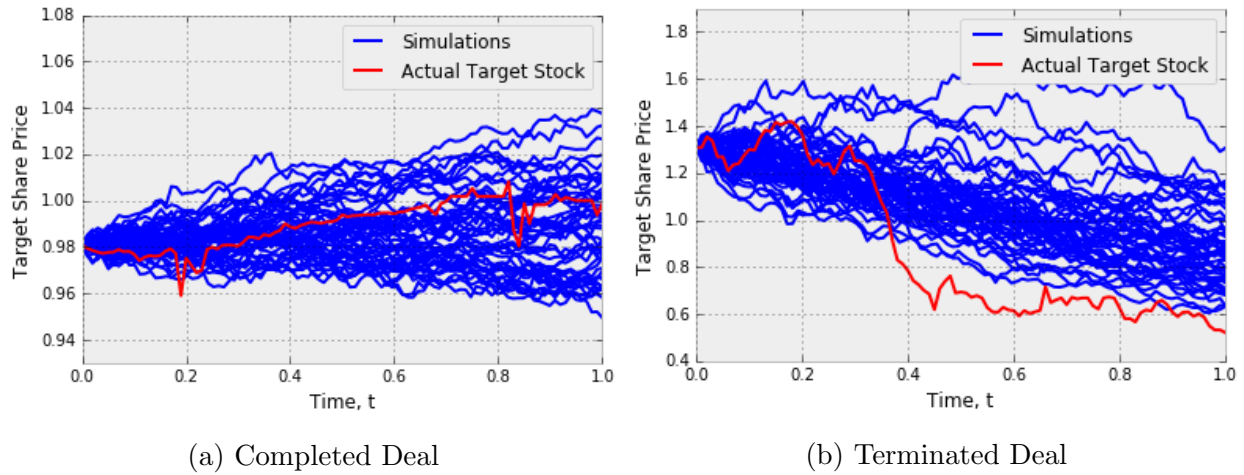 1.08
1.06
1.04
1.02
1.00
0.98
0.96
0.94
Target Share Price
Simulations
Actual Target Stock
0.0 0.2 0.4 0.6 0.8 1.0
Time, t
(a) Completed Deal
1.8
1.6
1.4
1.2
1.0
0.8
0.6
0.4
Target Share Price
Simulations
Actual Target Stock
0.0 0.2 0.4 0.6 0.8 1.0
Time, t
(b) Terminated Deal